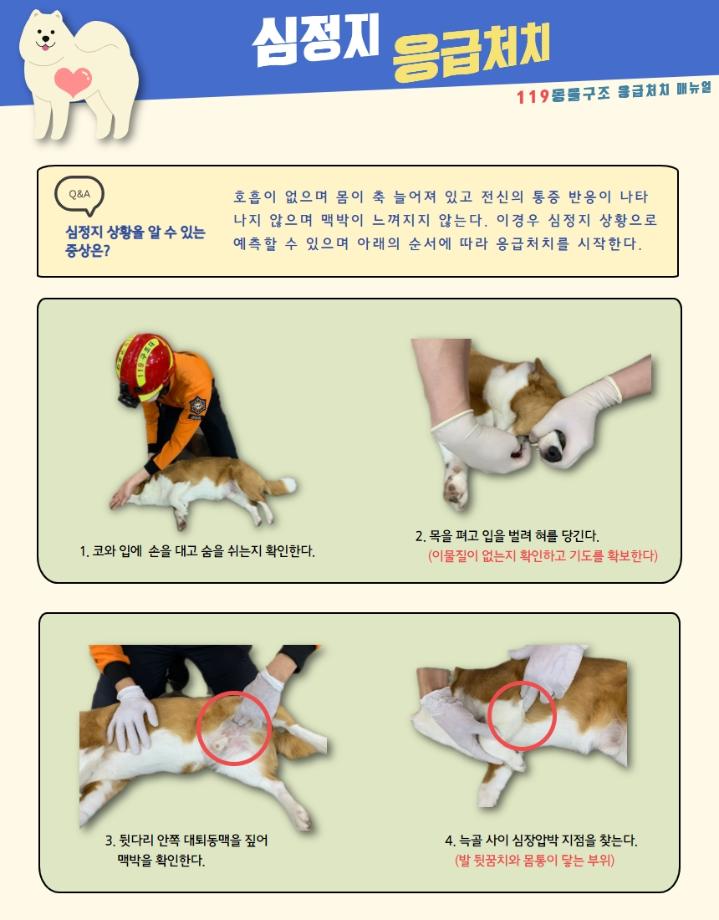 심정지 응급처치
119동물구조 응급처치 매뉴얼
Q&A
심정지 상황을 알 수 있는
증상은?
호흡이 없으며 몸이 축 늘어져 있고 전신의 통증 반응이 나타
나지 않으며 맥박이 느껴지지 않는다. 이경우 심정지 상황으로
예측할 수 있으며 아래의 순서에 따라 응급처치를 시작한다.
119구조대
1. 코와 입에 손을 대고 숨을 쉬는지 확인한다.
2. 목을 펴고 입을 벌려 혀를 당긴다.
(이물질이 없는지 확인하고 기도를 확보한다)
3. 뒷다리 안쪽 대퇴동맥을 짚어
맥박을 확인한다.
4. 늑골 사이 심장압박 지점을 찾는다.
(발 뒷꿈치와 몸통이 닿는 부위)